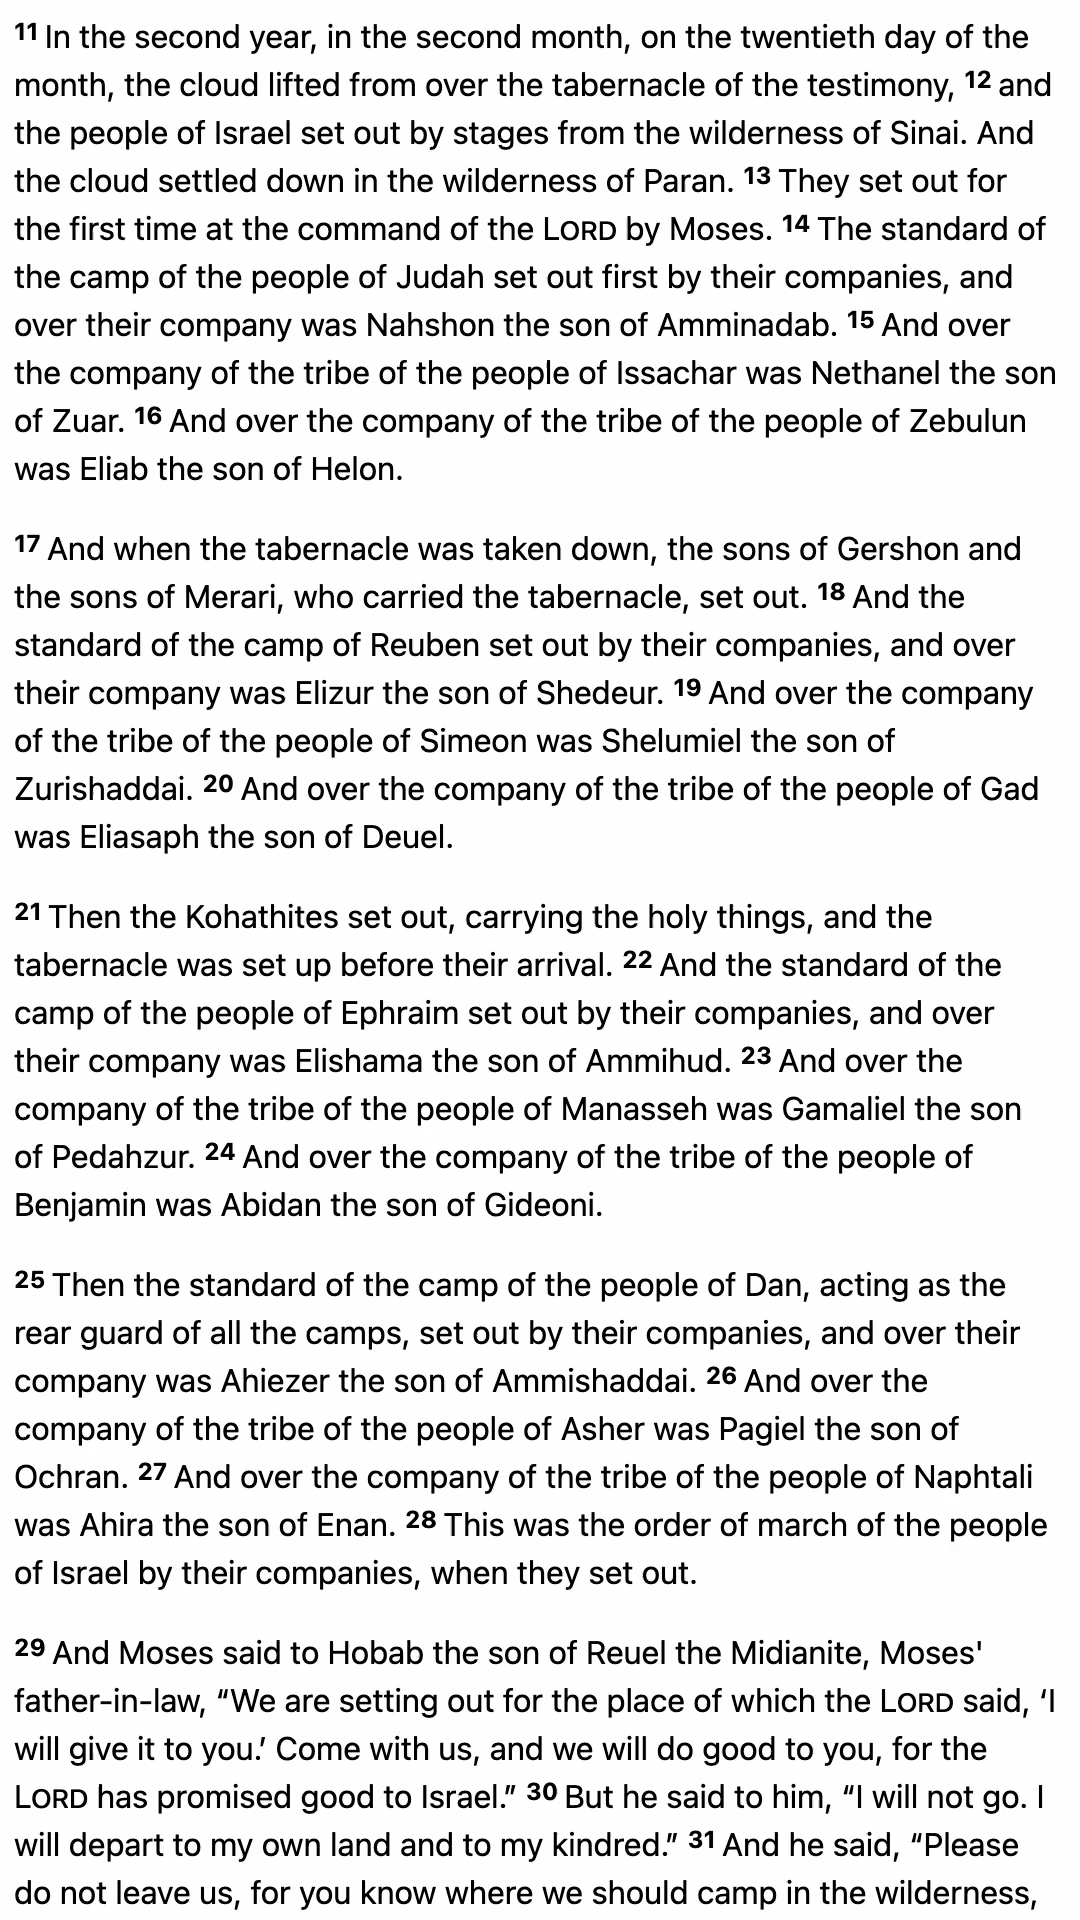 11 In the second year, in the second month, on the twentieth day of the
month, the cloud lifted from over the tabernacle of the testimony, 12 and
the people of Israel set out by stages from the wilderness of Sinai. And
the cloud settled down in the wilderness of Paran. 13 They set out for
the first time at the command of the LORD by Moses. 14 The standard of
the camp of the people of Judah set out first by their companies, and
over their company was Nahshon the son of Amminadab. 15 And over
the company of the tribe of the people of Issachar was Nethanel the son
of Zuar. 16 And over the company of the tribe of the people of Zebulun
was Eliab the son of Helon.
17 And when the tabernacle was taken down, the sons of Gershon and
the sons of Merari, who carried the tabernacle, set out. 18 And the
standard of the camp of Reuben set out by their companies, and over
their company was Elizur the son of Shedeur. 19 And over the company
of the tribe of the people of Simeon was Shelumiel the son of
Zurishaddai. 20 And over the company of the tribe of the people of Gad
was Eliasaph the son of Deuel.
21 Then the Kohathites set out, carrying the holy things, and the
tabernacle was set up before their arrival. 22 And the standard of the
camp of the people of Ephraim set out by their companies, and over
their company was Elishama the son of Ammihud. 23 And over the
company of the tribe of the people of Manasseh was Gamaliel the son
of Pedahzur. 24 And over the company of the tribe of the people of
Benjamin was Abidan the son of Gideoni.
25 Then the standard of the camp of the people of Dan, acting as the
rear guard of all the camps, set out by their companies, and over their
company was Ahiezer the son of Ammishaddai. 26 And over the
company of the tribe of the people of Asher was Pagiel the son of
Ochran. 27 And over the company of the tribe of the people of Naphtali
was Ahira the son of Enan. 28 This was the order of march of the people
of Israel by their companies, when they set out.
29 And Moses said to Hobab the son of Reuel the Midianite, Moses'
father-in-law, “We are setting out for the place of which the LORD said, ‘I
will give it to you.’ Come with us, and we will do good to you, for the
LORD has promised good to Israel.” 30 But he said to him, “I will not go. I
will depart to my own land and to my kindred.” 31 And he said, “Please
do not leave us, for you know where we should camp in the wilderness,